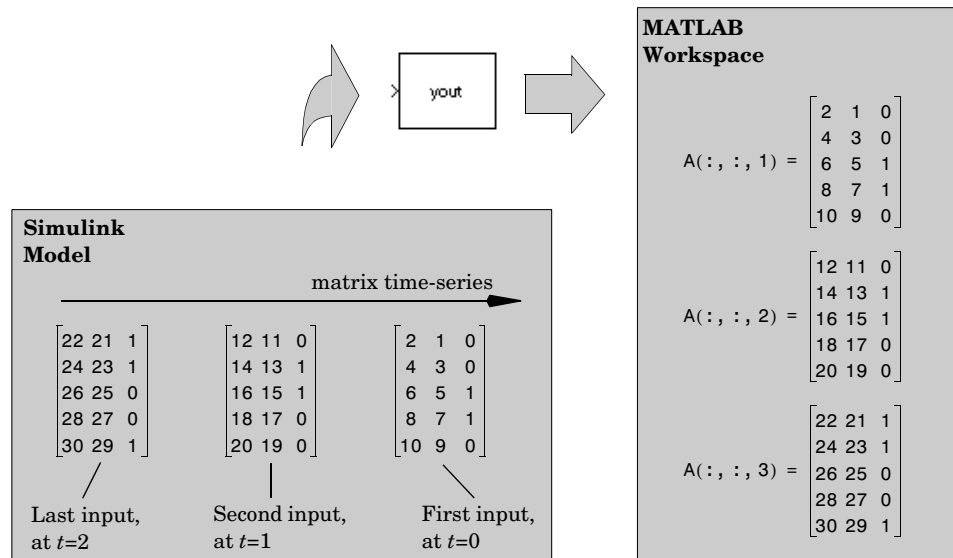 yout
MATLAB
Workspace
A(:,:,1) =
2 1 0
4 3 0
6 5 1
8 7 1
10 9 0
A(:,:,2) =
12 11 0
14 13 1
16 15 1
18 17 0
20 19 0
A(:,:,3) =
22 21 1
24 23 1
26 25 0
28 27 0
30 29 1
Simulink
Model
matrix time-series
22 21 1
24 23 1
26 25 0
28 27 0
30 29 1
12 11 0
14 13 1
16 15 1
18 17 0
20 19 0
2 1 0
4 3 0
6 5 1
8 7 1
10 9 0
Last input,
at t=2
Second input,
at t=1
First input,
at t=0